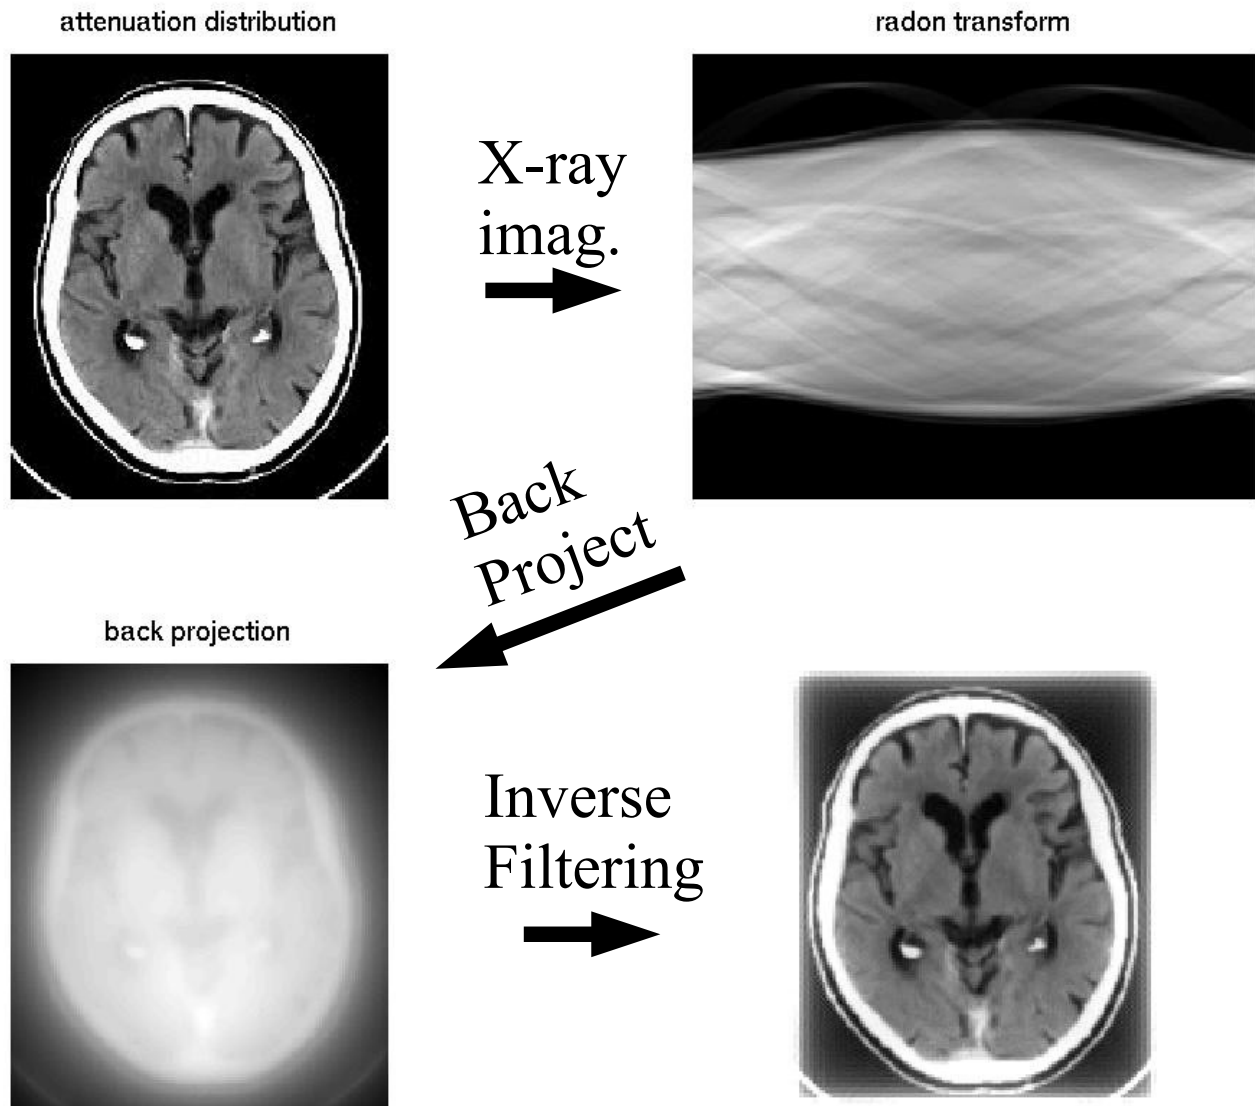 attenuation distribution
radon transform
X-ray
imag.
Back
Project
back projection
Inverse
Filtering